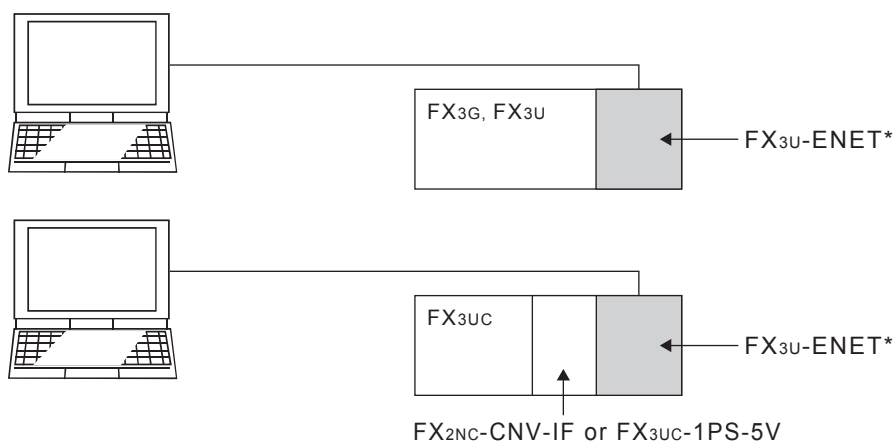 FX3G, FX3U
FX3U-ENET*
FX3UC
FX3U-ENET*
FX2NC-CNV-IF or FX3UC-1PS-5V